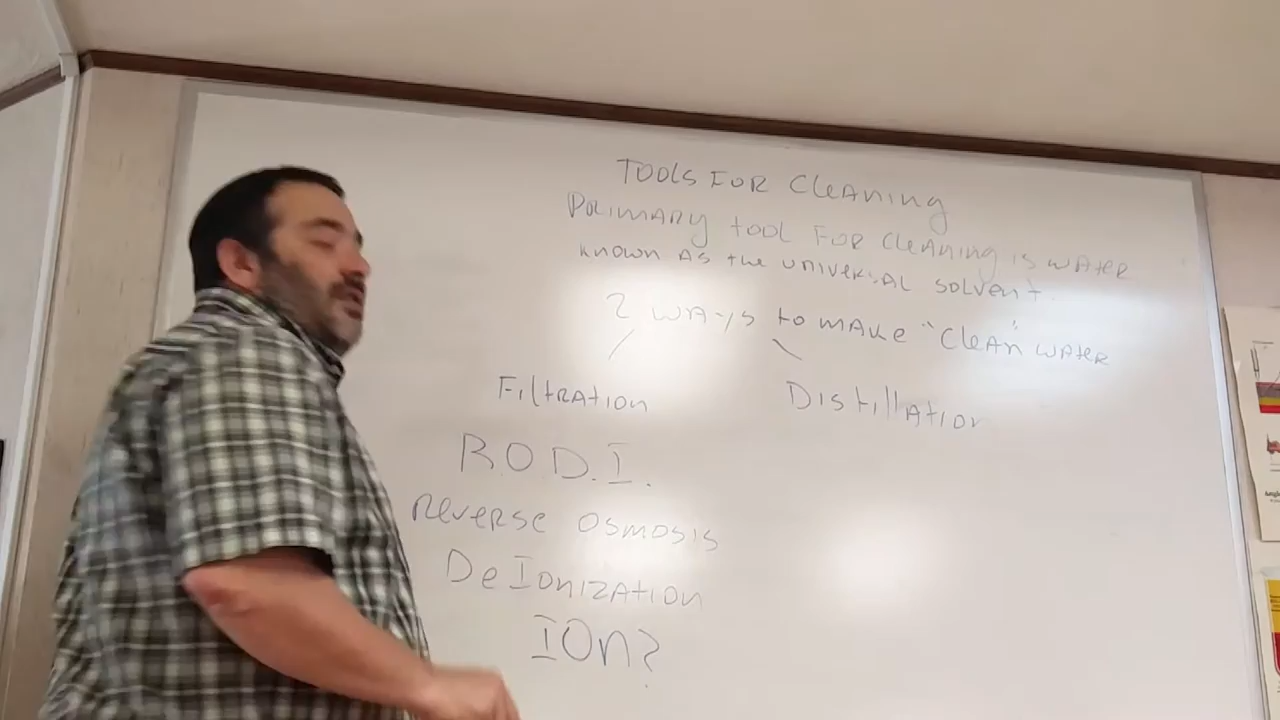 TOOLS FOR CleAning
PRIMARY tool FOR CleAning is WATER
known AS the UNIVERSAL SOLVENT.
2 WAYS to MAKE "CleAn" WATER
FiltRATion
DistillATion
R.O.D.I.
ReveRSe OSMOSIS
DeIonizATion
IOn?